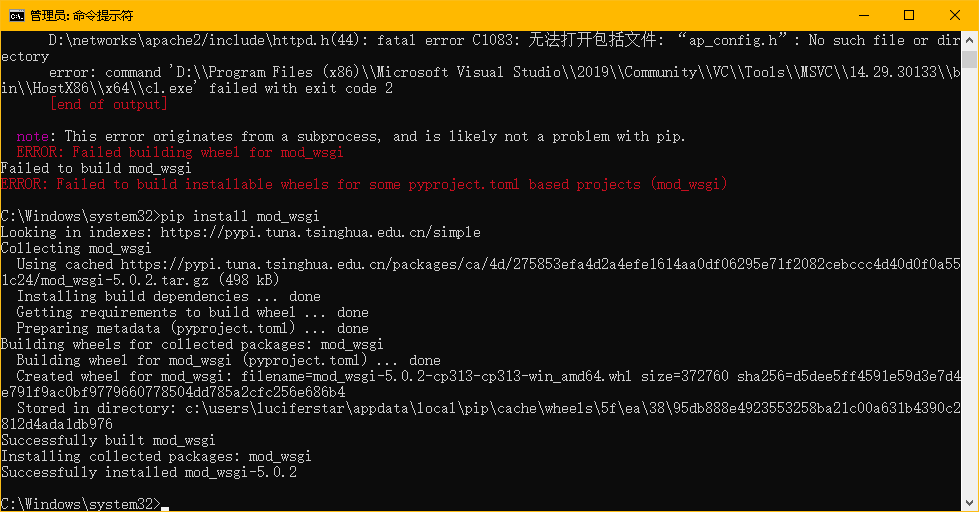 管理员: 命令提示符
D:\networks\apache2/include\httpd.h(44): fatal error C1083: 无法打开包括文件: “ap_config.h”: No such file or dir
ectory
error: command 'D:\\Program Files (x86)\\Microsoft Visual Studio\\2019\\Community\\VC\\Tools\\MSVC\\14.29.30133\\b
in\\HostX86\\x64\\cl.exe' failed with exit code 2
[end of output]
note: This error originates from a subprocess, and is likely not a problem with pip.
ERROR: Failed building wheel for mod_wsgi
Failed to build mod_wsgi
ERROR: Failed to build installable wheels for some pyproject.toml based projects (mod_wsgi)
C:\Windows\system32>pip install mod_wsgi
Looking in indexes: https://pypi.tuna.tsinghua.edu.cn/simple
Collecting mod_wsgi
Using cached https://pypi.tuna.tsinghua.edu.cn/packages/ca/4d/275853efa4d2a4efe1614aa0df06295e71f2082cebccc4d40d0f0a55
1c24/mod_wsgi-5.0.2.tar.gz (498 kB)
Installing build dependencies ... done
Getting requirements to build wheel ... done
Preparing metadata (pyproject.toml) ... done
Building wheels for collected packages: mod_wsgi
Building wheel for mod_wsgi (pyproject.toml) ... done
Created wheel for mod_wsgi: filename=mod_wsgi-5.0.2-cp313-cp313-win_amd64.whl size=372760 sha256=d5dee5ff4591e59d3e7d4
e791f9ac0bf9779660778504dd785a2cfc256e686b4
Stored in directory: c:\users\luciferstar\appdata\local\pip\cache\wheels\5f\ea\38\95db888e4923553258ba21c00a631b4390c2
812d4ada1db976
Successfully built mod_wsgi
Installing collected packages: mod_wsgi
Successfully installed mod_wsgi-5.0.2
C:\Windows\system32>